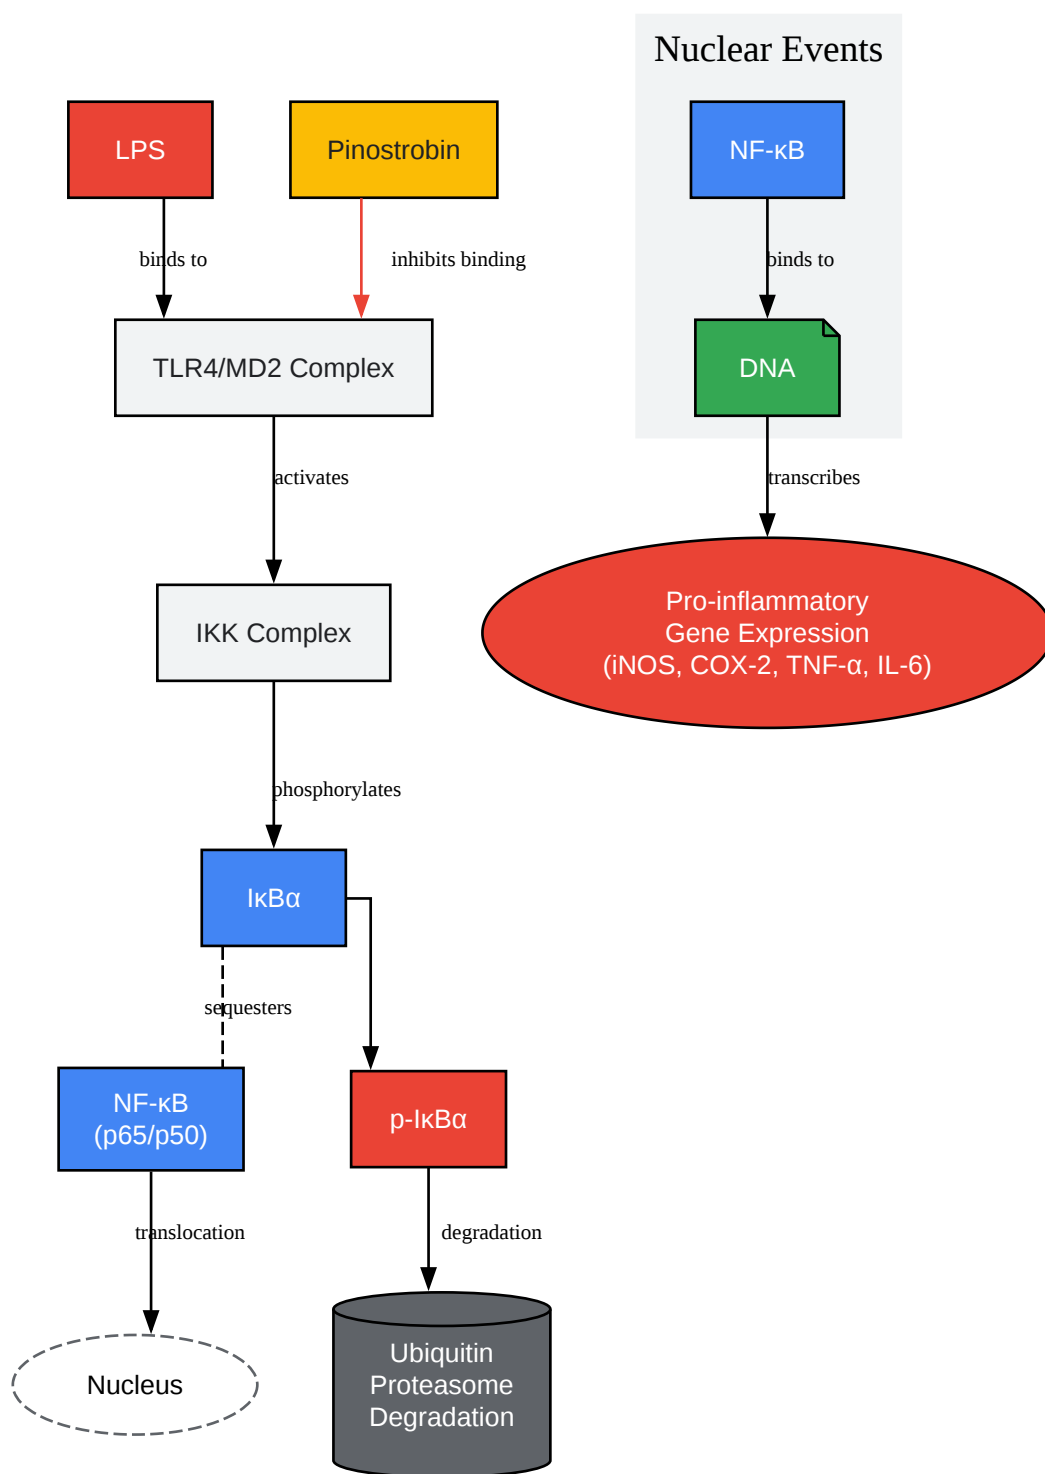 Nuclear Events
LPS
Pinostrobin
NF-κB
binds to
inhibits binding
binds to
TLR4/MD2 Complex
DNA
activates
transcribes
IKK Complex
Pro-inflammatory
Gene Expression
(iNOS, COX-2, TNF-α, IL-6)
phosphorylates
IκBα
sequesters
NF-κB
(p65/p50)
p-IκBα
translocation
degradation
Nucleus
Ubiquitin
Proteasome
Degradation